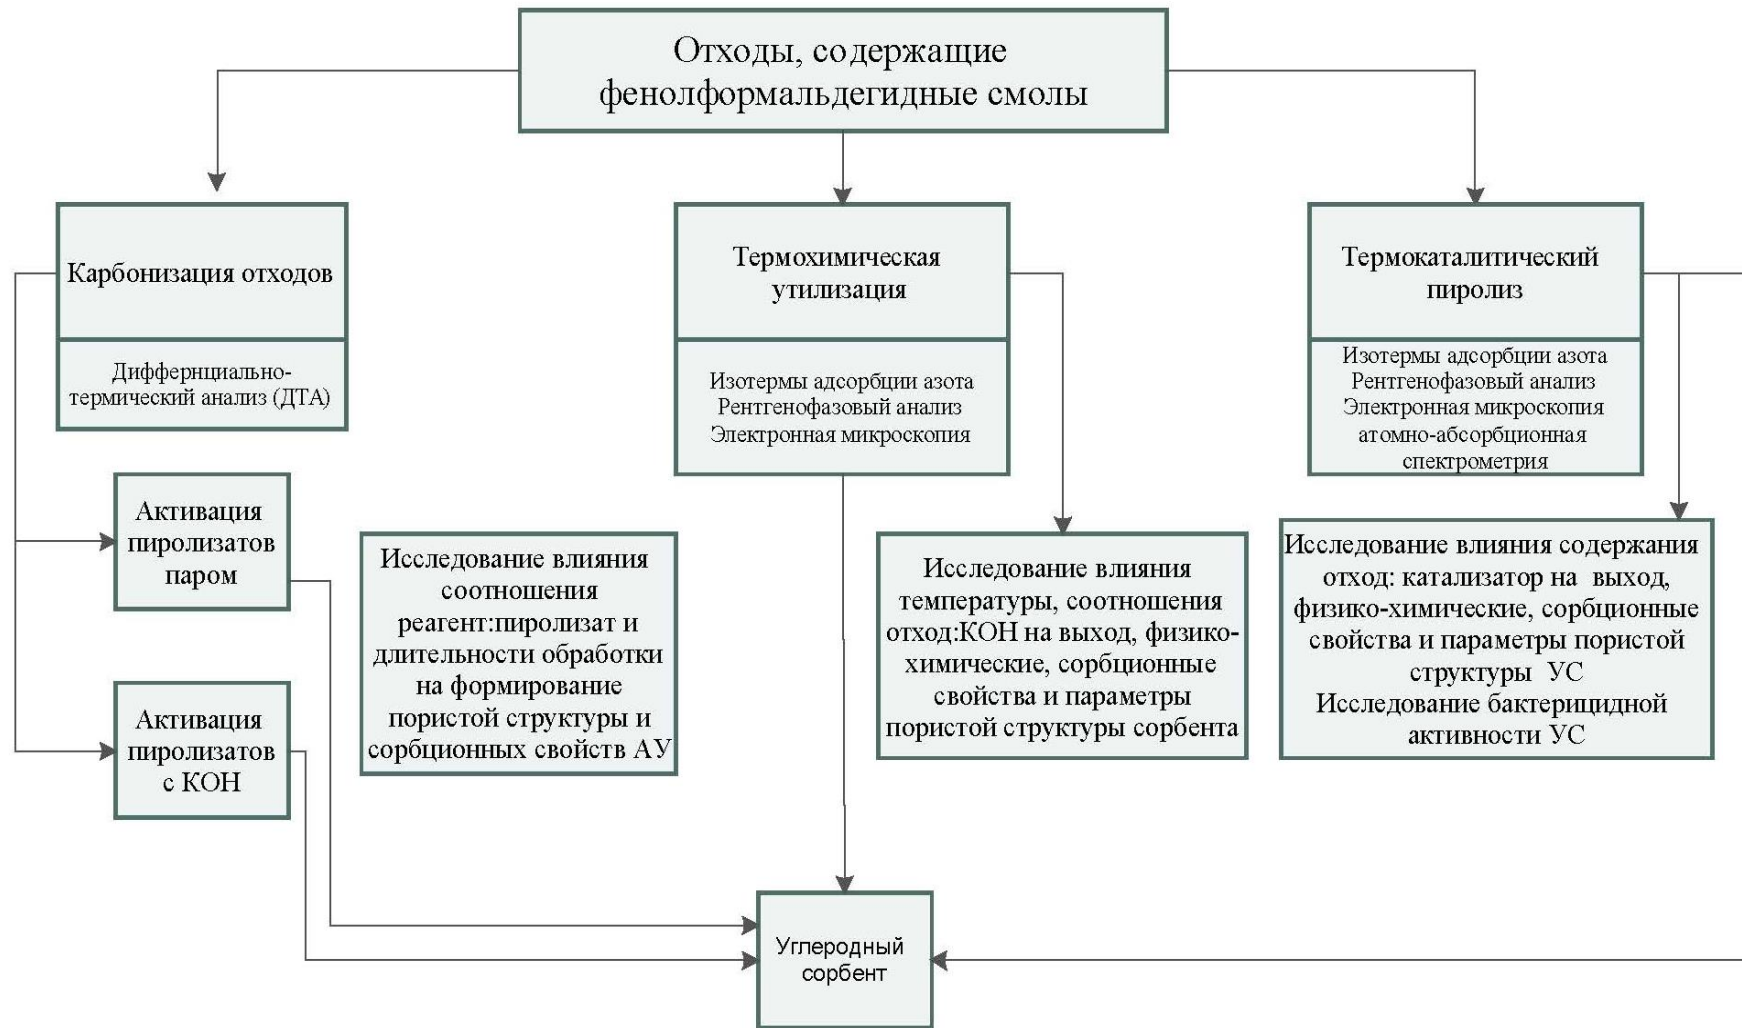 Отходы, содержащие
фенолформальдегидные смолы
Карбонизация отходов
Диффернциально-
термический анализ (ДТА)
Термохимическая
утилизация
Изотермы адсорбции азота
Рентгенофазовый анализ
Электронная микроскопия
Термокаталитический
пиролиз
Изотермы адсорбции азота
Рентгенофазовый анализ
Электронная микроскопия
атомно-абсорбционная
спектрометрия
Активация
пиролизатов
паром
Активация
пиролизатов
с КОН
Исследование влияния
соотношения
реагент:пиролизат и
длительности обработки
на формирование
пористой структуры и
сорбционных свойств АУ
Исследование влияния
температуры, соотношения
отход:КОН на выход, физико-
химические, сорбционные
свойства и параметры
пористой структуры сорбента
Исследование влияния содержания
отход: катализатор на выход,
физико-химические, сорбционные
свойства и параметры пористой
структуры УС
Исследование бактерицидной
активности УС
Углеродный
сорбент